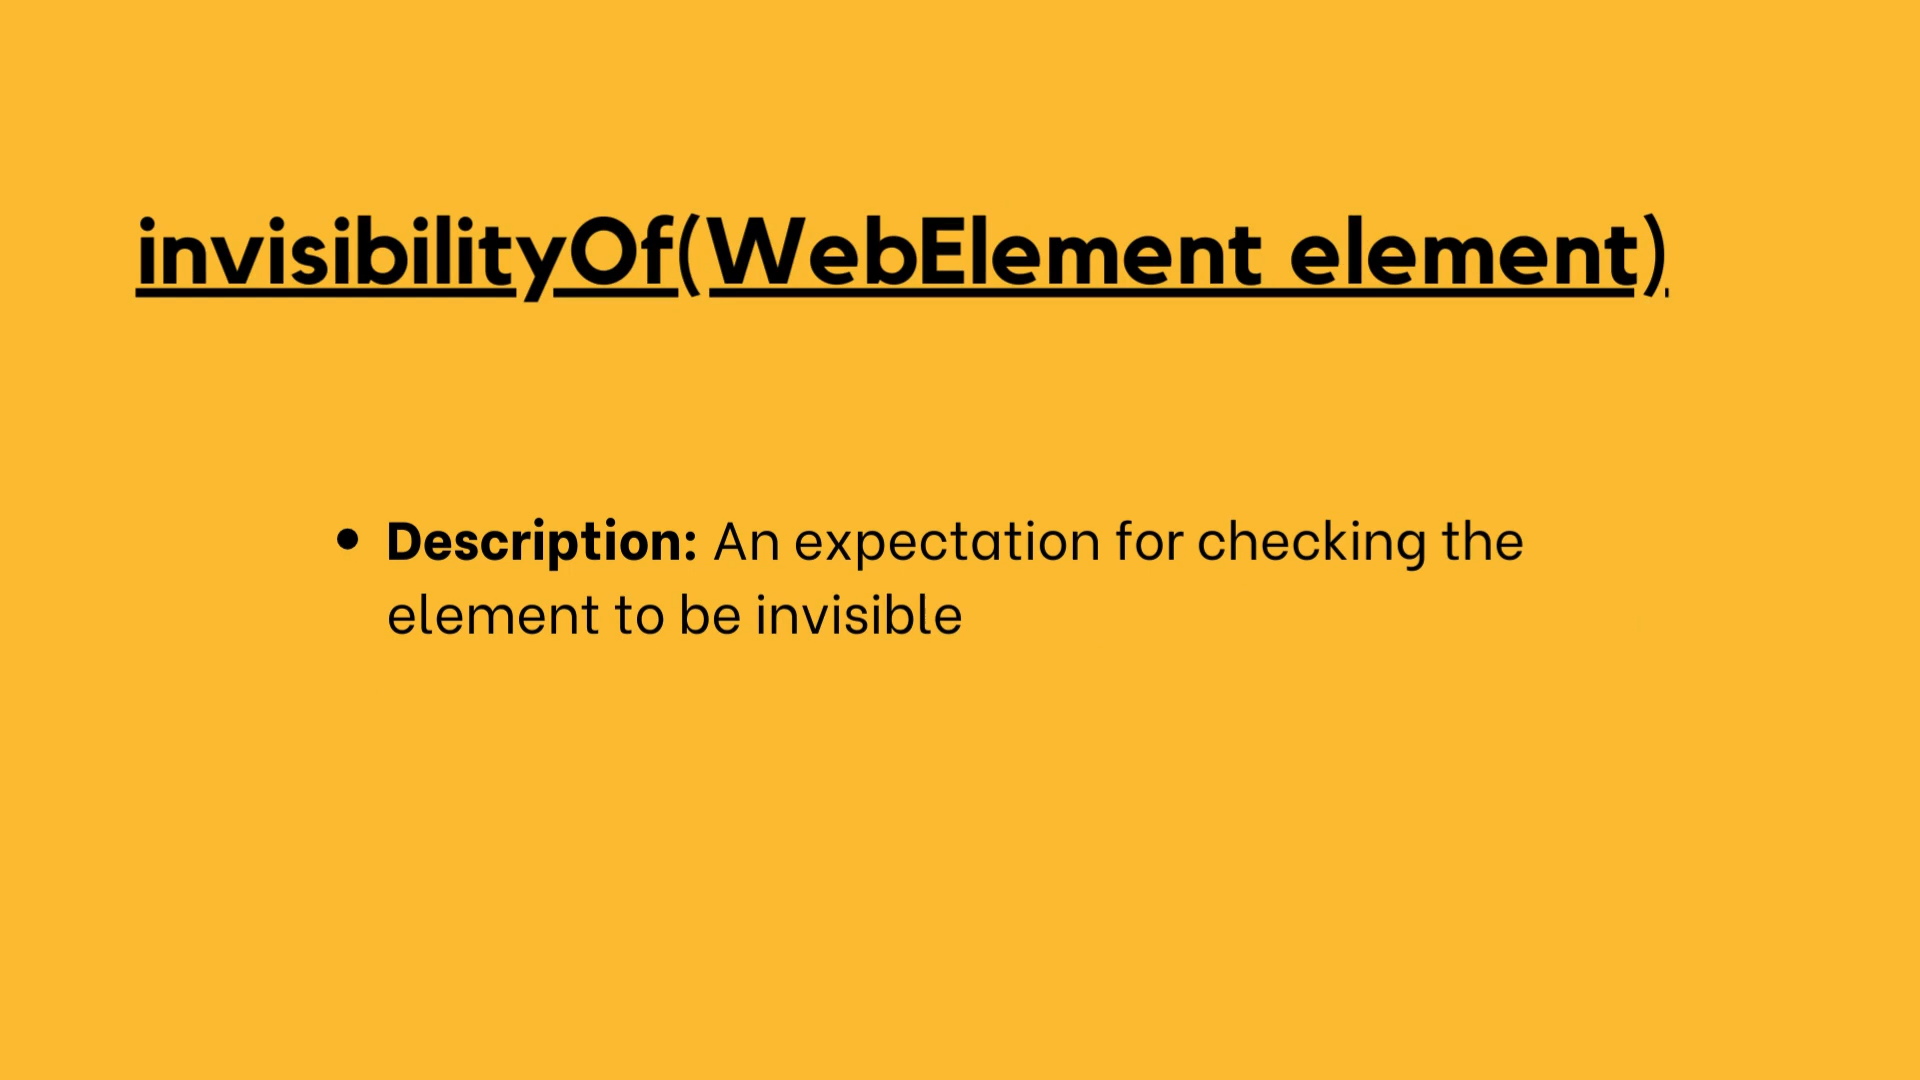 invisibilityOf(WebElement element)
• Description: An expectation for checking the
element to be invisible